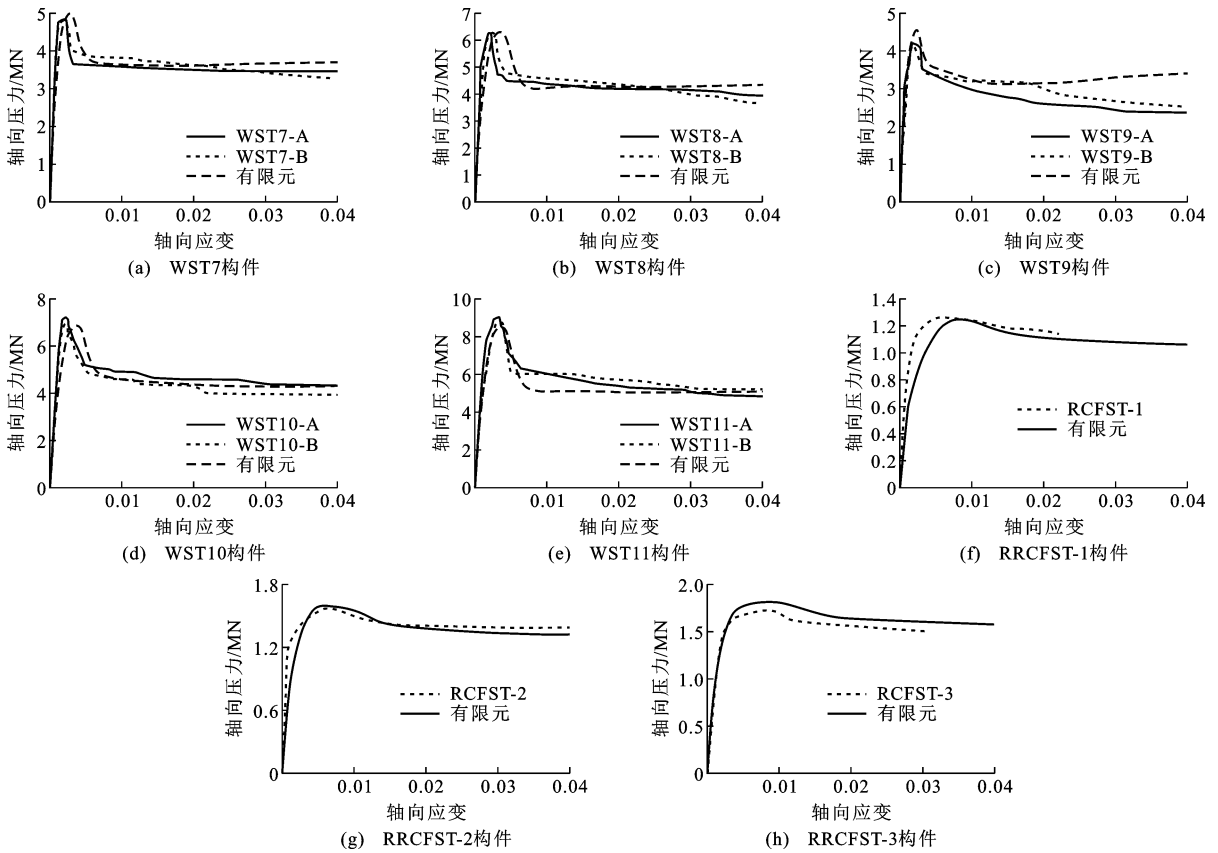 轴向压力/MN
5
4
3
2
1
0
WST7-A
WST7-B
有限元
0.01 0.02 0.03 0.04
轴向应变
(a) WST7构件
轴向压力/MN
7
6
5
4
3
2
1
0
WST8-A
WST8-B
有限元
0.01 0.02 0.03 0.04
轴向应变
(b) WST8构件
轴向压力/MN
5
4
3
2
1
0
WST9-A
WST9-B
有限元
0.01 0.02 0.03 0.04
轴向应变
(c) WST9构件
轴向压力/MN
8
6
4
2
0
WST10-A
WST10-B
有限元
0.01 0.02 0.03 0.04
轴向应变
(d) WST10构件
轴向压力/MN
10
8
6
4
2
0
WST11-A
WST11-B
有限元
0.01 0.02 0.03 0.04
轴向应变
(e) WST11构件
轴向压力/MN
1.4
1.2
1.0
0.8
0.6
0.4
0.2
0
RCFST-1
有限元
0.01 0.02 0.03 0.04
轴向应变
(f) RRCFST-1构件
轴向压力/MN
1.8
1.2
0.6
0
RCFST-2
有限元
0.01 0.02 0.03 0.04
轴向应变
(g) RRCFST-2构件
轴向压力/MN
2.0
1.5
1.0
0.5
0
RCFST-3
有限元
0.01 0.02 0.03 0.04
轴向应变
(h) RRCFST-3构件